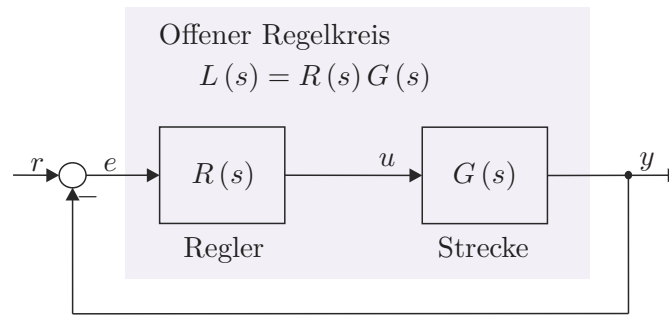 Offener Regelkreis
L(s) = R(s) G(s)
r
e
R(s)
u
G(s)
y
−
Regler
Strecke